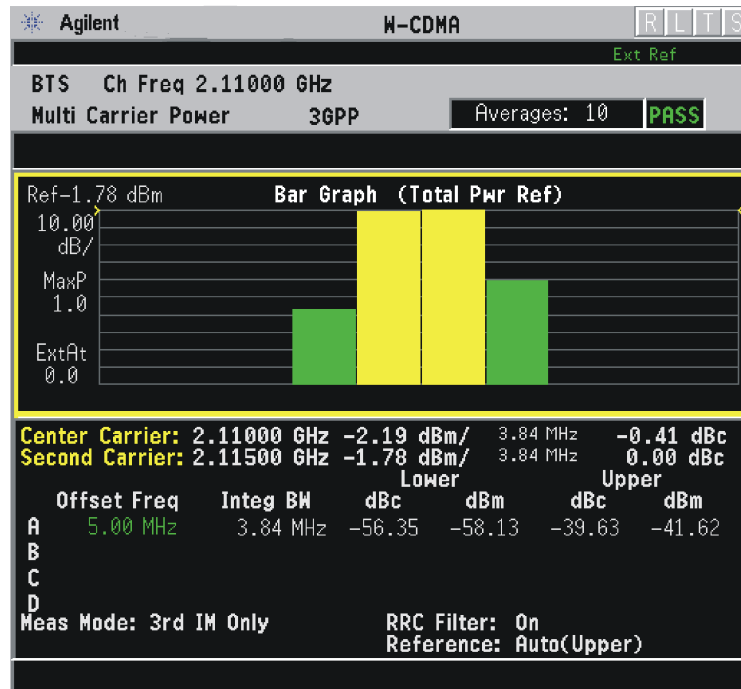 Agilent W-CDMA R L T S
Ext Ref
BTS Ch Freq 2.11000 GHz
Multi Carrier Power 3GPP Averages: 10 PASS
Ref-1.78 dBm Bar Graph (Total Pwr Ref)
10.00
dB/
MaxP
1.0
ExtAt
0.0
Center Carrier: 2.11000 GHz -2.19 dBm/ 3.84 MHz -0.41 dBc
Second Carrier: 2.11500 GHz -1.78 dBm/ 3.84 MHz 0.00 dBc
Lower Upper
Offset Freq Integ BW dBc dBm dBc dBm
A 5.00 MHz 3.84 MHz -56.35 -58.13 -39.63 -41.62
B
C
D
Meas Mode: 3rd IM Only RRC Filter: On
Reference: Auto(Upper)